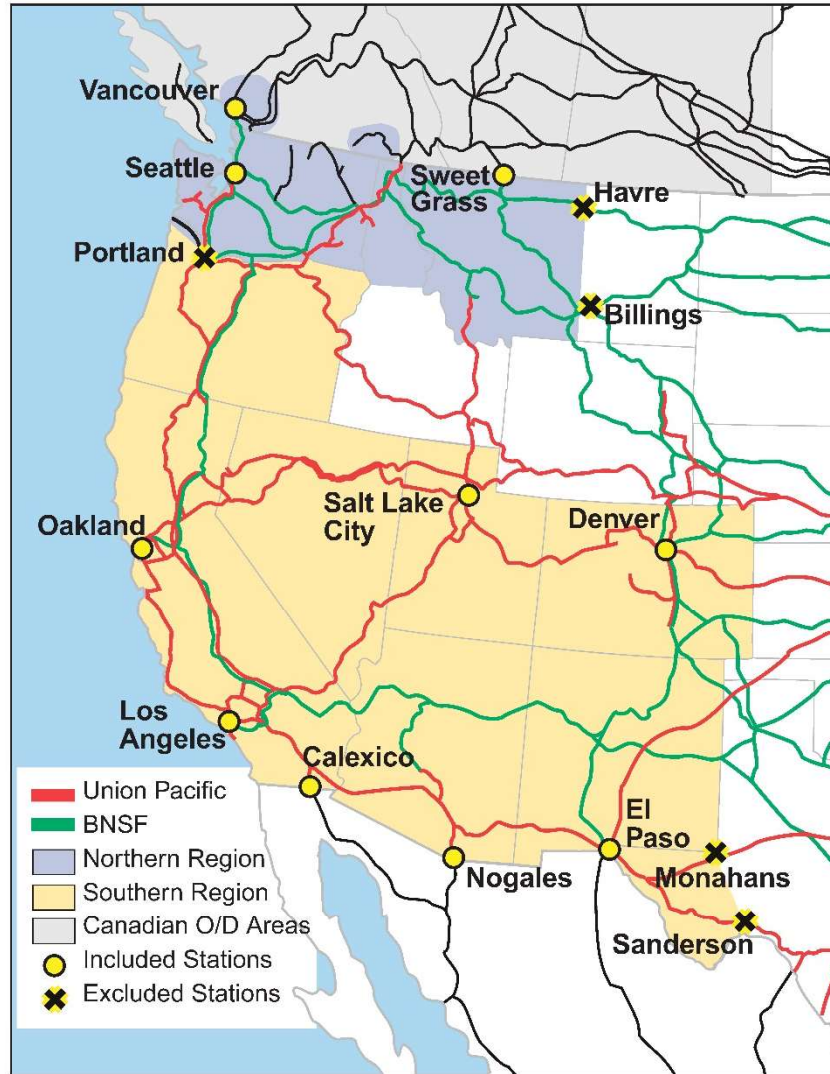 Vancouver
Seattle
Sweet
Grass
Havre
Portland
Billings
Salt Lake
City
Denver
Oakland
Los
Angeles
Calexico
El
Paso
Nogales
Monahans
Sanderson
Union Pacific
BNSF
Northern Region
Southern Region
Canadian O/D Areas
Included Stations
Excluded Stations